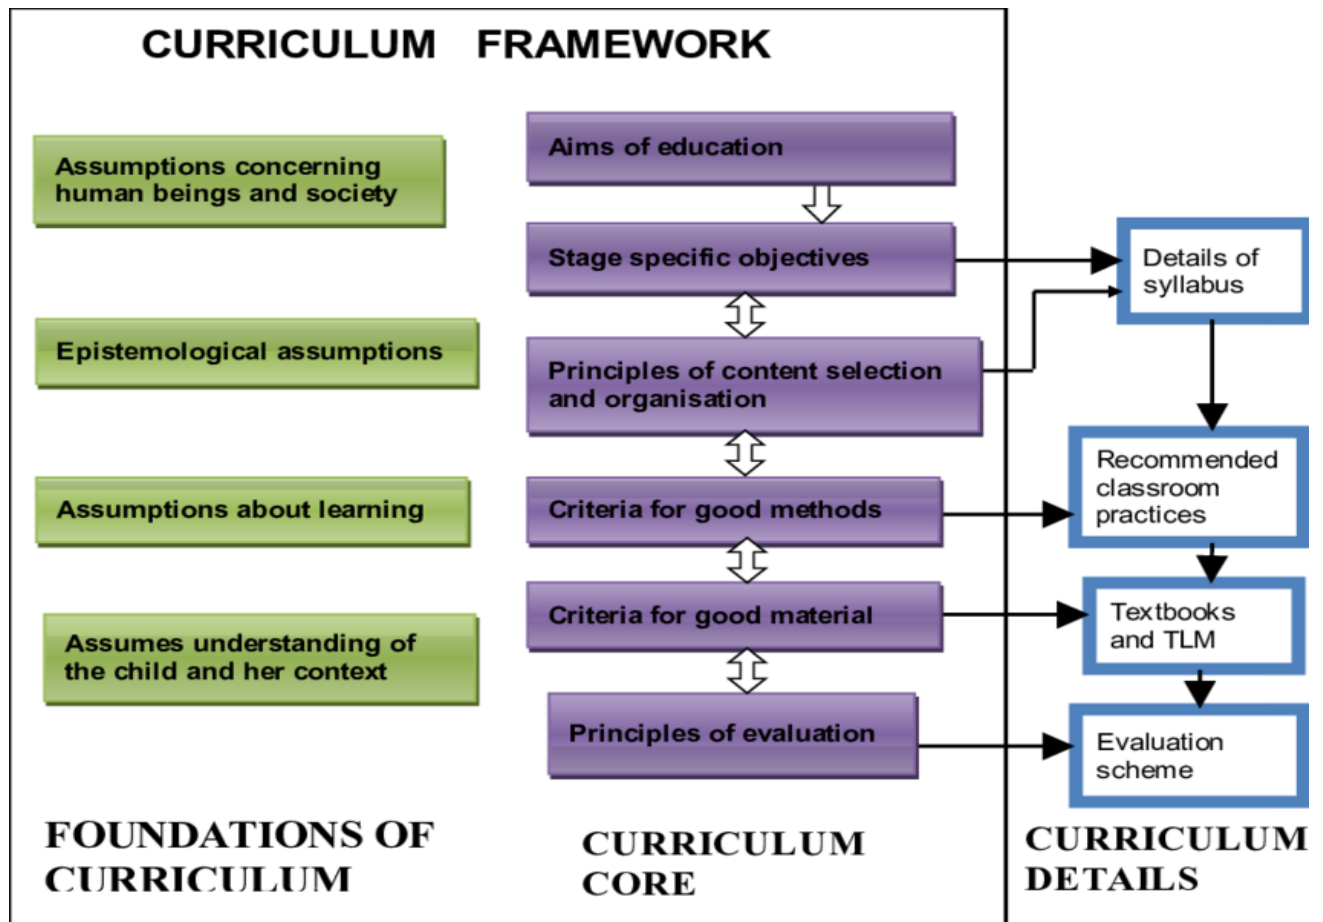 CURRICULUM FRAMEWORK
Assumptions concerning
human beings and society
Epistemological assumptions
Assumptions about learning
Assumes understanding of
the child and her context
FOUNDATIONS OF
CURRICULUM
Aims of education
Stage specific objectives
Principles of content selection
and organisation
Criteria for good methods
Criteria for good material
Principles of evaluation
CURRICULUM
CORE
Details of
syllabus
Recommended
classroom
practices
Textbooks
and TLM
Evaluation
scheme
CURRICULUM
DETAILS